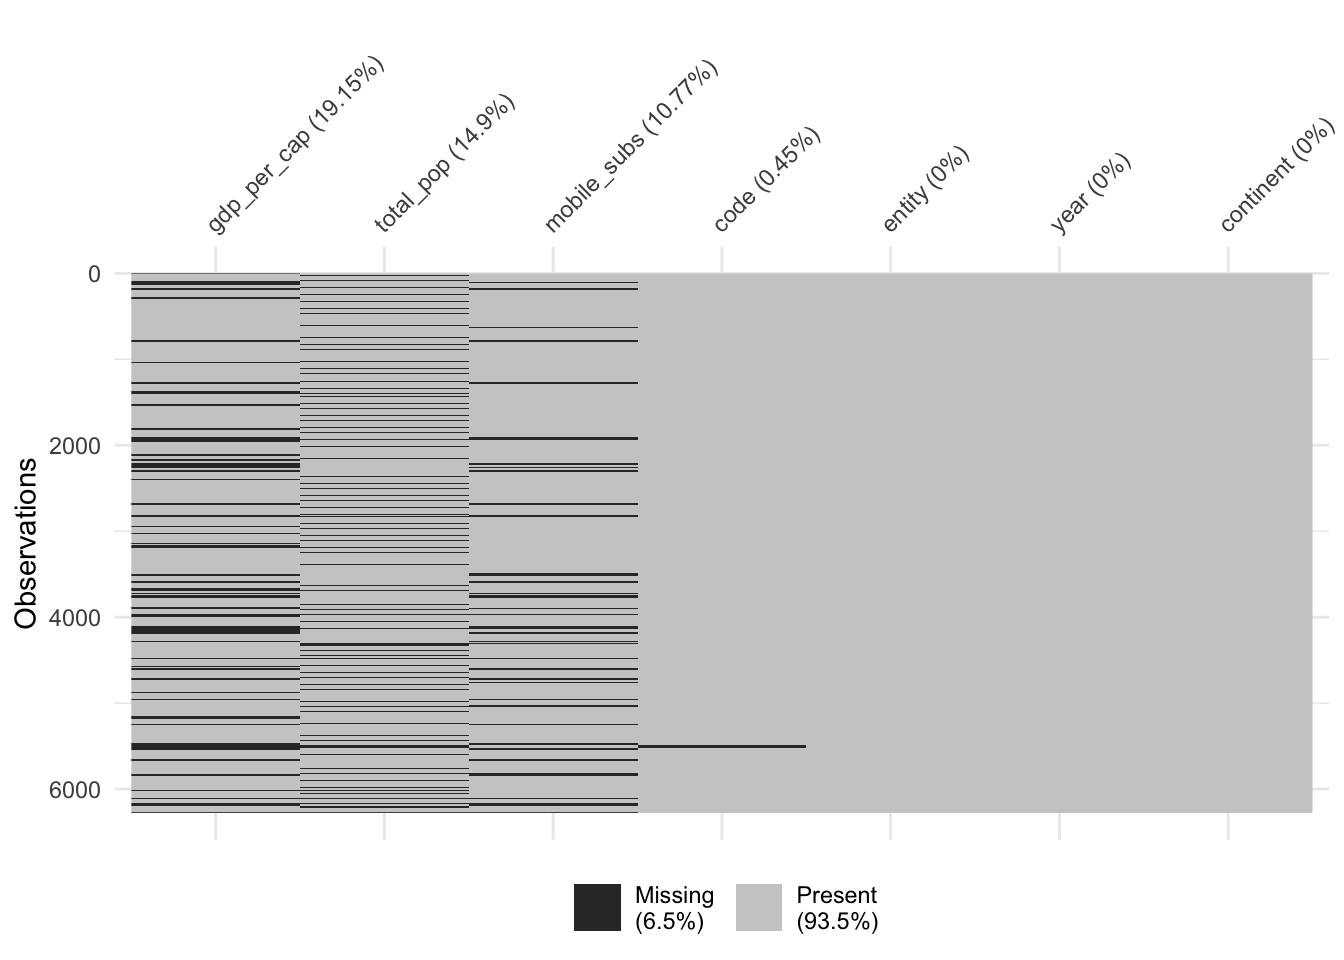 gdp_per_cap (19.15%)
total_pop (14.9%)
mobile_subs (10.77%)
code (0.45%)
entity (0%)
year (0%)
continent (0%)
0
2000
4000
6000
Observations
Missing
(6.5%)
Present
(93.5%)